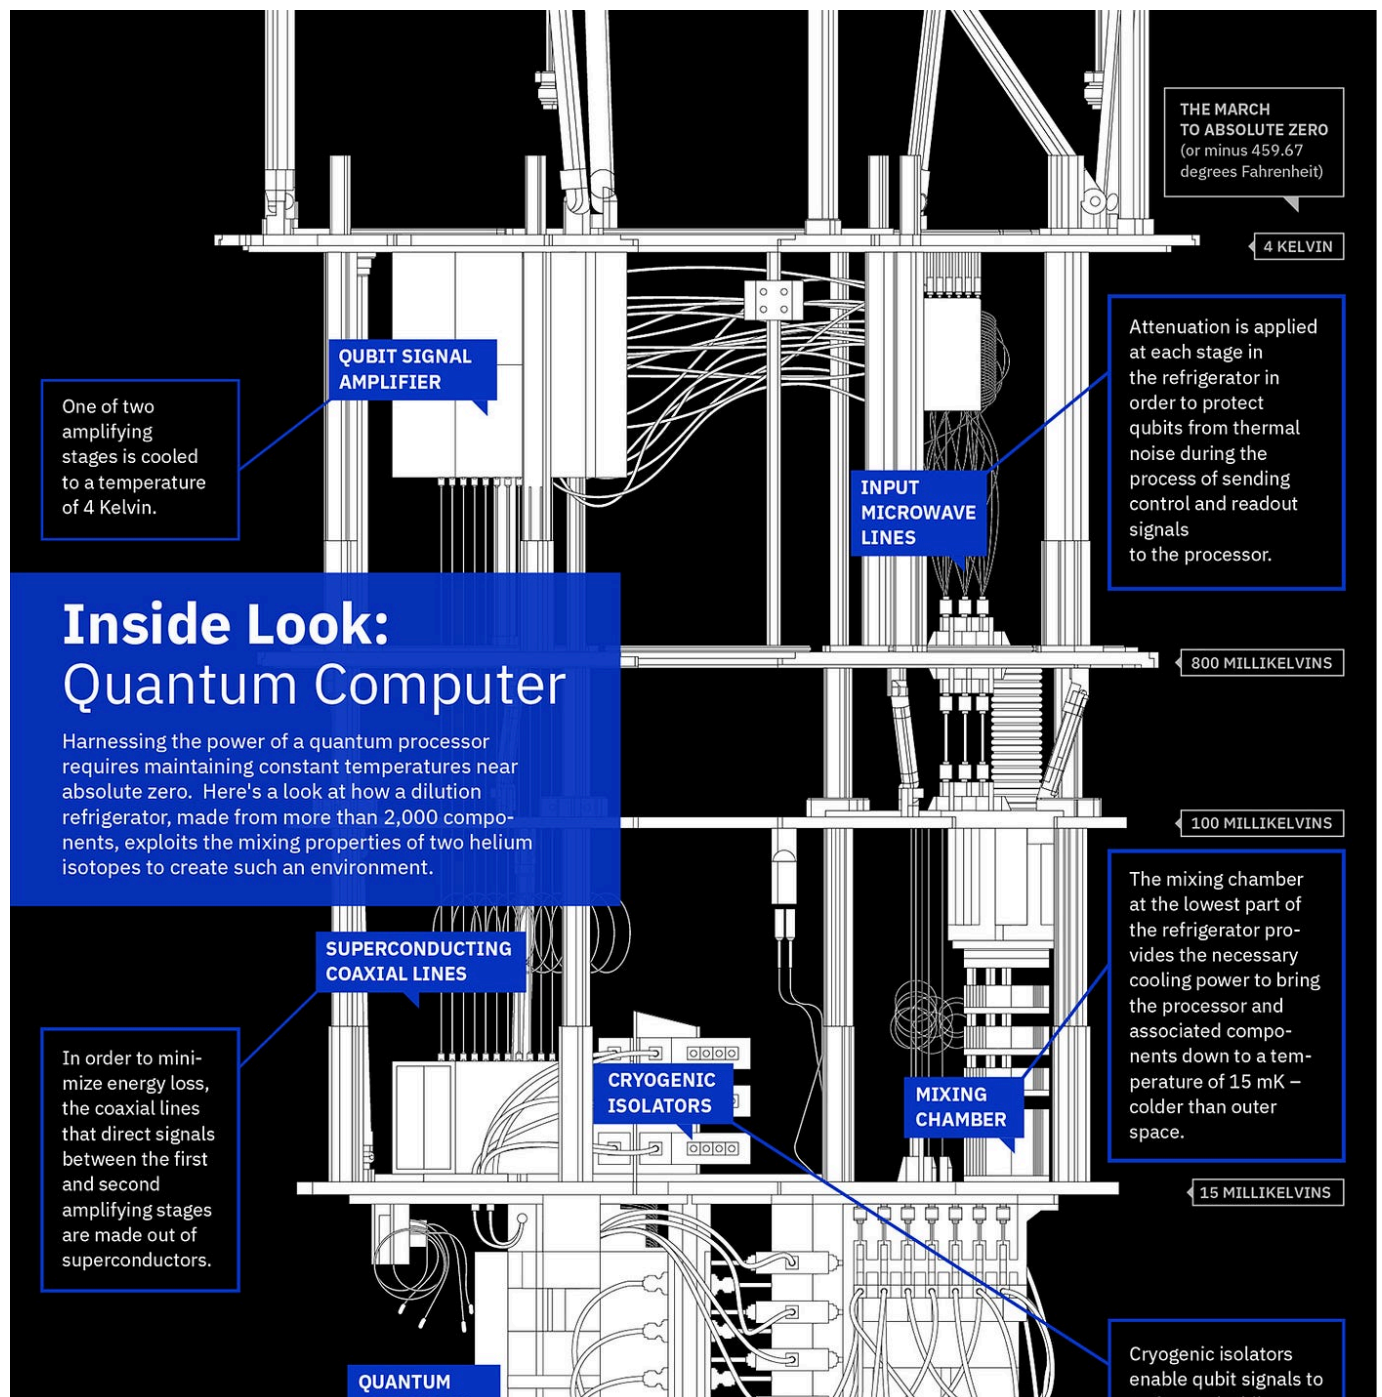 THE MARCH
TO ABSOLUTE ZERO
(or minus 459.67
degrees Fahrenheit)
4 KELVIN
QUBIT SIGNAL
AMPLIFIER
One of two
amplifying
stages is cooled
to a temperature
of 4 Kelvin.
Attenuation is applied
at each stage in
the refrigerator in
order to protect
qubits from thermal
noise during the
process of sending
control and readout
signals
to the processor.
INPUT
MICROWAVE
LINES
Inside Look:
Quantum Computer
Harnessing the power of a quantum processor
requires maintaining constant temperatures near
absolute zero.  Here's a look at how a dilution
refrigerator, made from more than 2,000 compo-
nents, exploits the mixing properties of two helium
isotopes to create such an environment.
800 MILLIKELVINS
100 MILLIKELVINS
SUPERCONDUCTING
COAXIAL LINES
In order to mini-
mize energy loss,
the coaxial lines
that direct signals
between the first
and second
amplifying stages
are made out of
superconductors.
The mixing chamber
at the lowest part of
the refrigerator pro-
vides the necessary
cooling power to bring
the processor and
associated compo-
nents down to a tem-
perature of 15 mK –
colder than outer
space.
CRYOGENIC
ISOLATORS
MIXING
CHAMBER
15 MILLIKELVINS
QUANTUM
Cryogenic isolators
enable qubit signals to